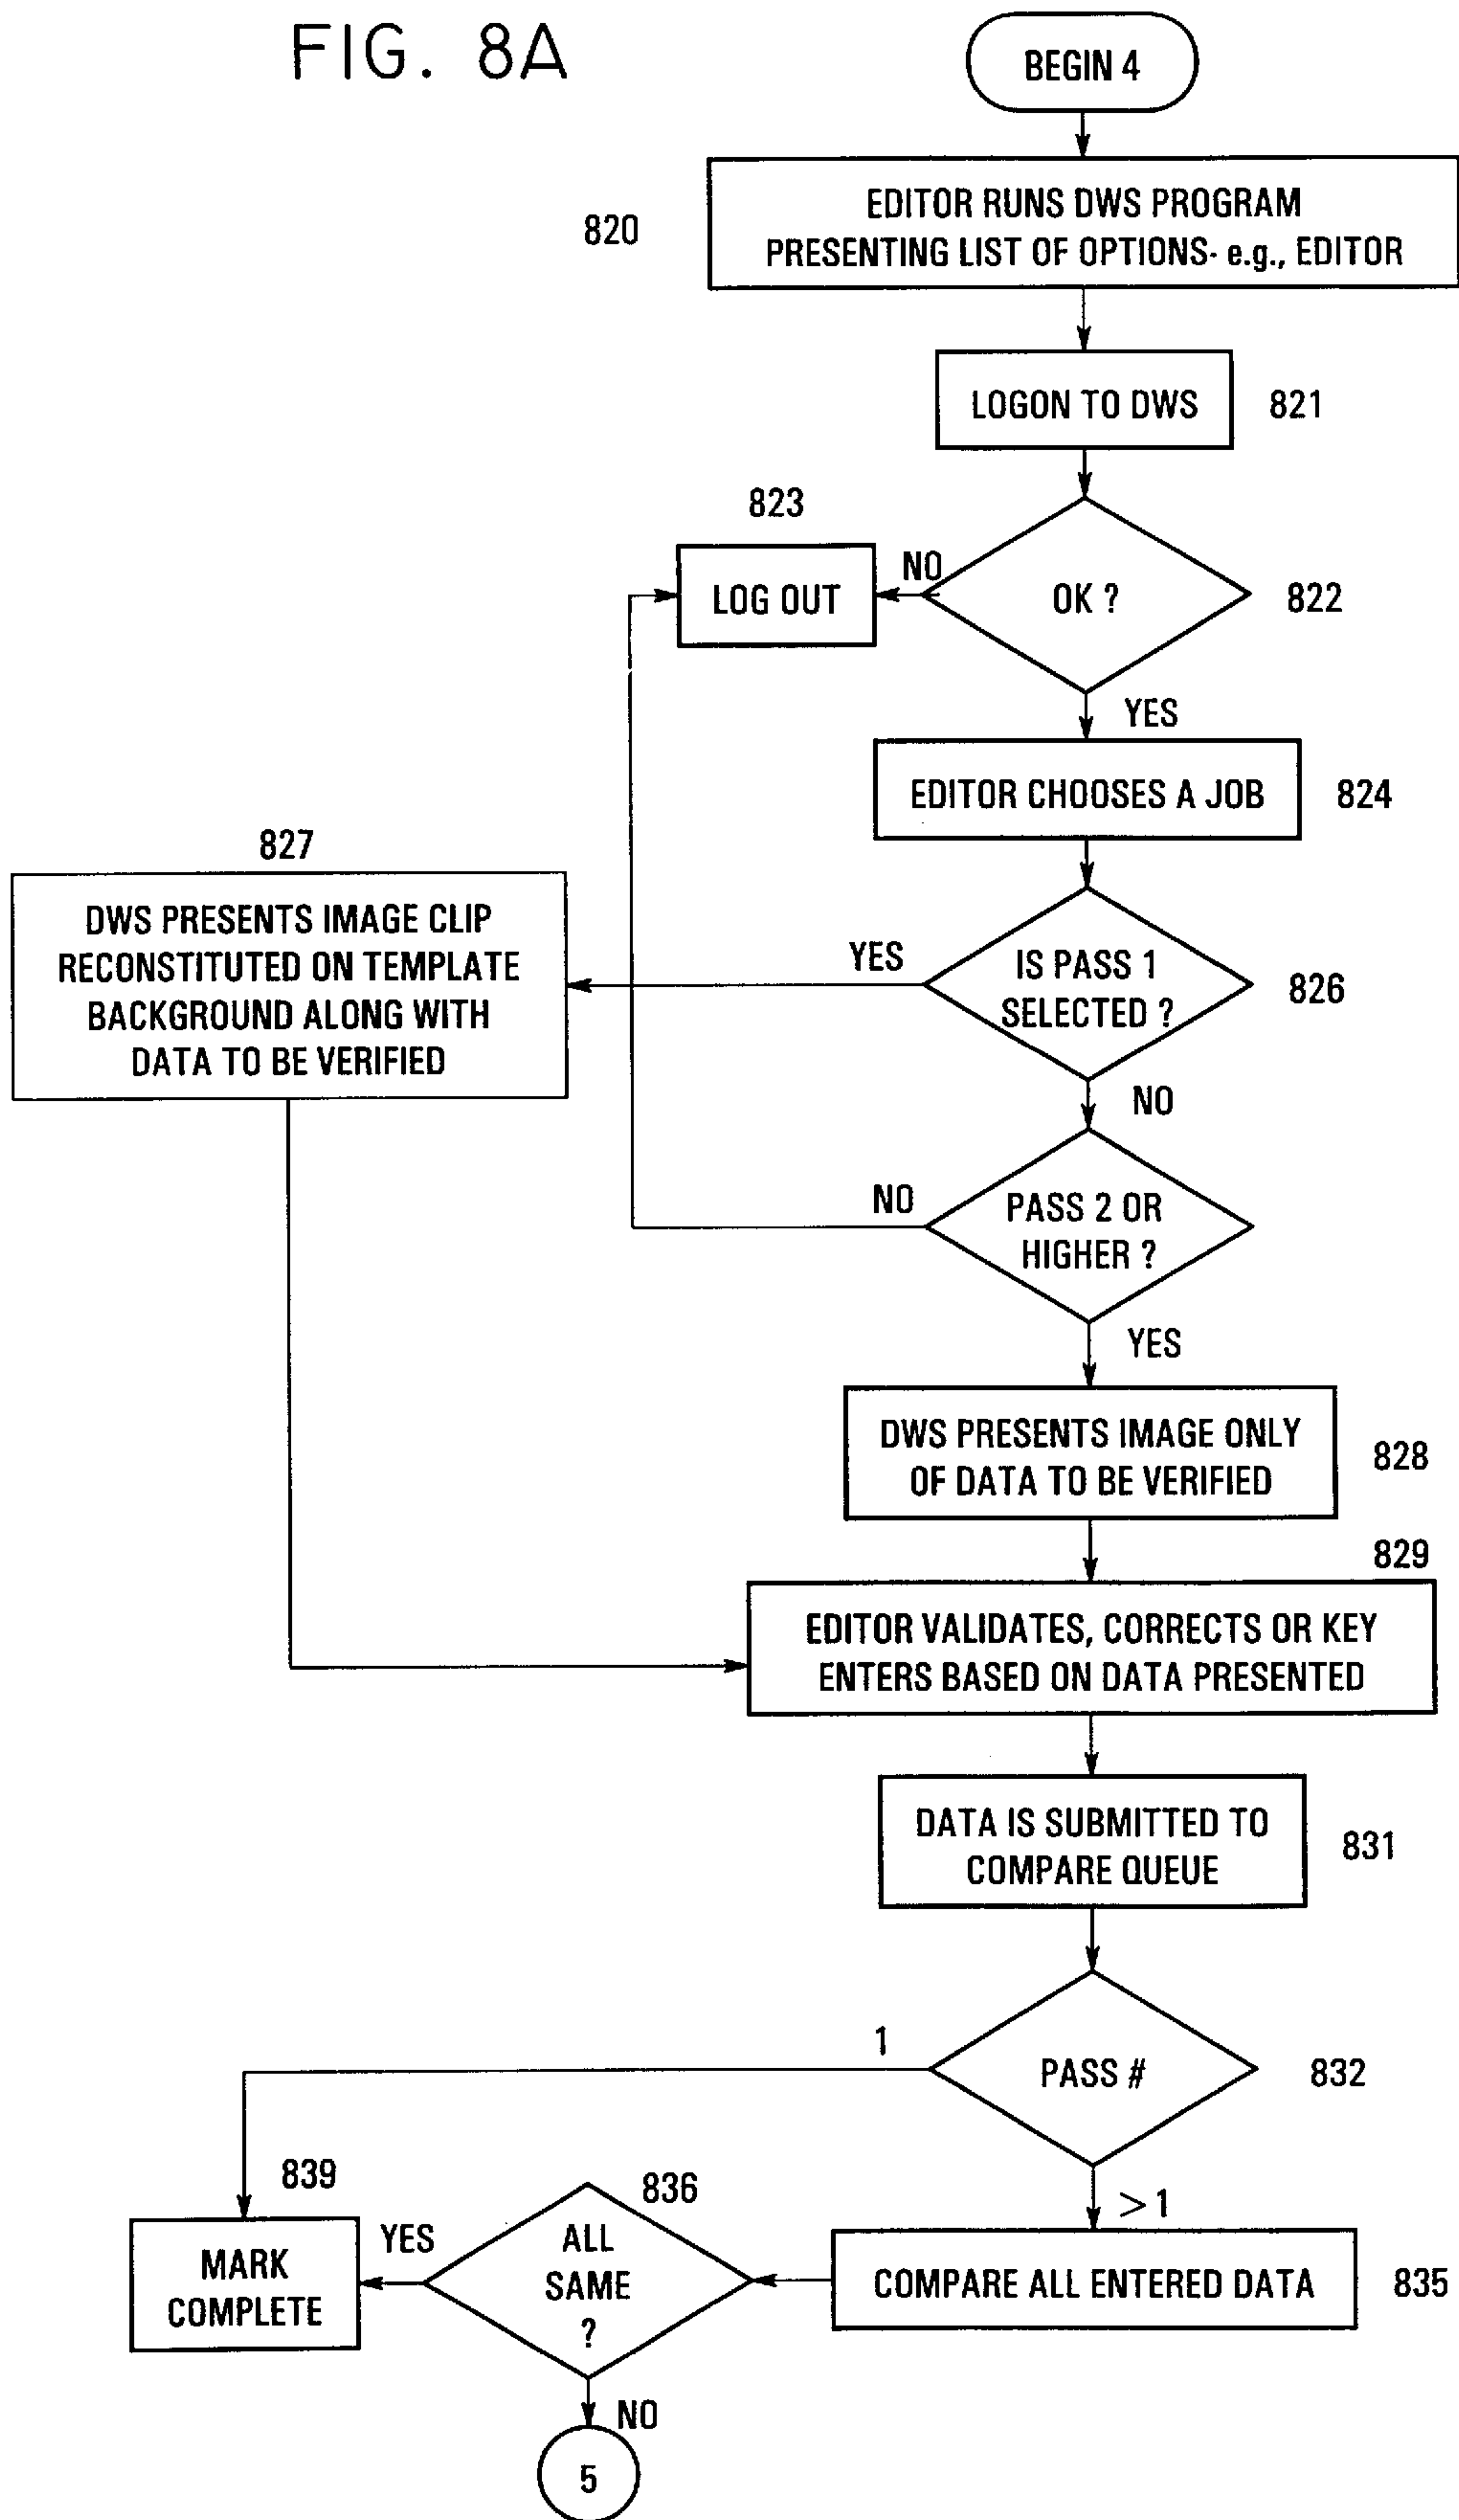 FIG. 8A
BEGIN 4
820
EDITOR RUNS DWS PROGRAM
PRESENTING LIST OF OPTIONS- e.g., EDITOR
LOGON TO DWS
821
823
LOG OUT
NO
OK ?
822
YES
EDITOR CHOOSES A JOB
824
827
DWS PRESENTS IMAGE CLIP
RECONSTITUTED ON TEMPLATE
BACKGROUND ALONG WITH
DATA TO BE VERIFIED
YES
IS PASS 1
SELECTED ?
826
NO
NO
PASS 2 OR
HIGHER ?
YES
DWS PRESENTS IMAGE ONLY
OF DATA TO BE VERIFIED
828
829
EDITOR VALIDATES, CORRECTS OR KEY
ENTERS BASED ON DATA PRESENTED
DATA IS SUBMITTED TO
COMPARE QUEUE
831
1
PASS #
832
>1
839
MARK
COMPLETE
YES
836
ALL
SAME
?
COMPARE ALL ENTERED DATA
835
NO
5